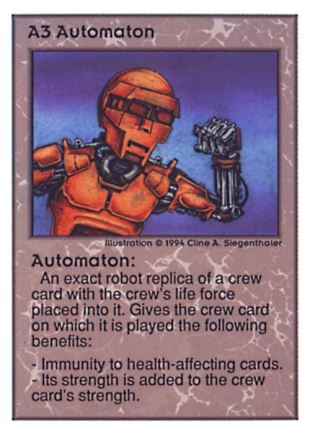 A3 Automaton
Illustration © 1994 Cline A. Siegenthaler
Automaton:
An exact robot replica of a crew
card with the crew's life force
placed into it. Gives the crew card
on which it is played the following
benefits:
- Immunity to health-affecting cards.
- Its strength is added to the crew
card's strength.